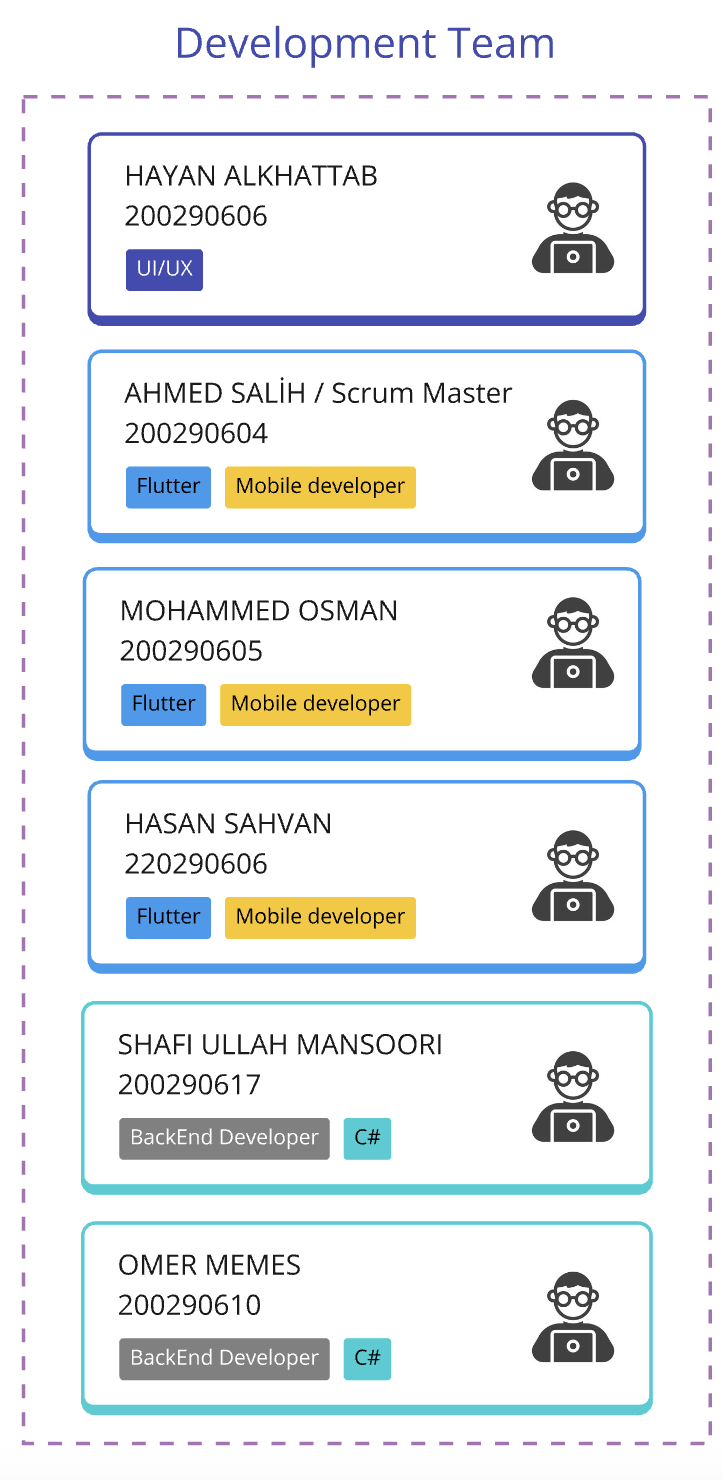 Development Team
HAYAN ALKHATTAB
200290606
UI/UX
AHMED SALİH / Scrum Master
200290604
Flutter Mobile developer
MOHAMMED OSMAN
200290605
Flutter Mobile developer
HASAN SAHVAN
220290606
Flutter Mobile developer
SHAFI ULLAH MANSOORI
200290617
BackEnd Developer C#
OMER MEMES
200290610
BackEnd Developer C#